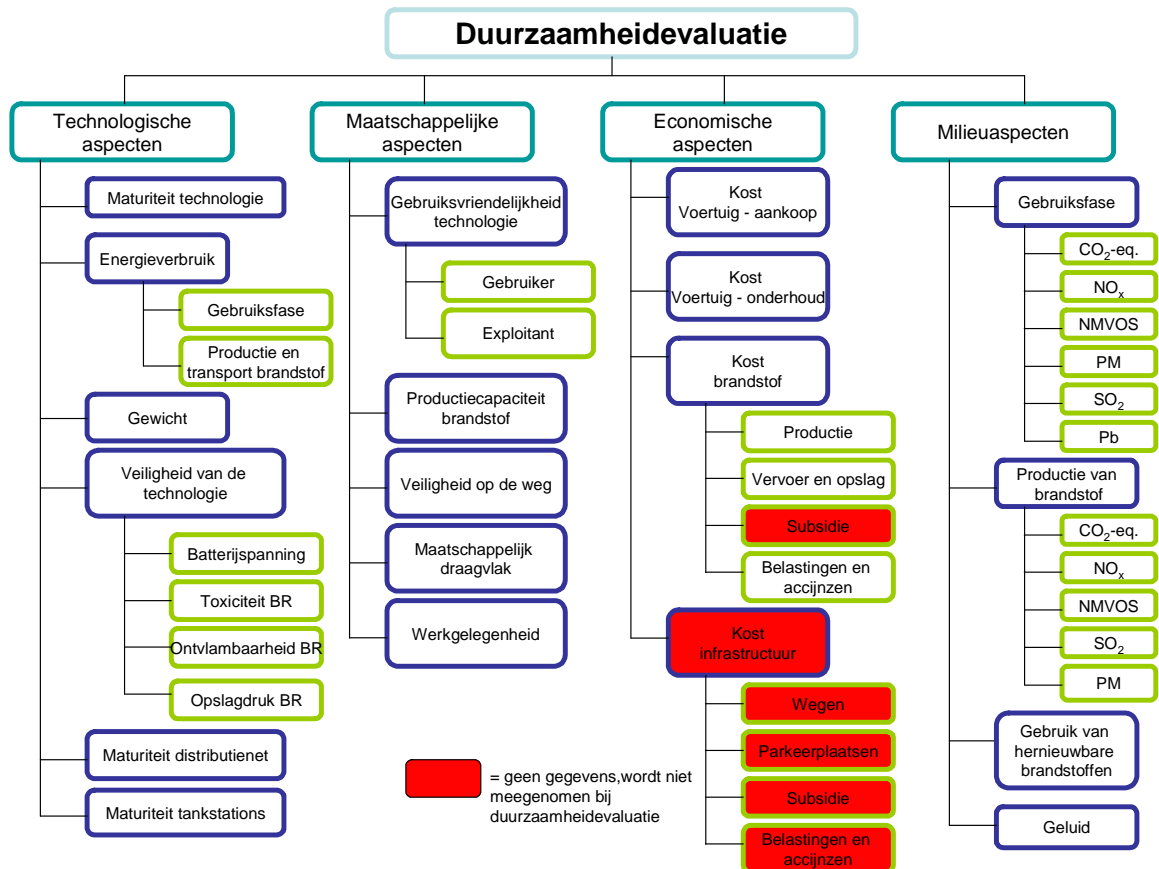 Duurzaamheidevaluatie
Technologische
aspecten
Maturiteit technologie
Energieverbruik
Gebruiksfase
Productie en
transport brandstof
Gewicht
Veiligheid van de
technologie
Batterijspanning
Toxiciteit BR
Ontvlambaarheid BR
Opslagdruk BR
Maturiteit distributienet
Maturiteit tankstations
Maatschappelijke
aspecten
Gebruiksvriendelijkheid
technologie
Gebruiker
Exploitant
Productiecapaciteit
brandstof
Veiligheid op de weg
Maatschappelijk
draagvlak
Werkgelegenheid
Economische
aspecten
Kost
Voertuig - aankoop
Kost
Voertuig - onderhoud
Kost
brandstof
Productie
Vervoer en opslag
Subsidie
Belastingen en
accijnzen
Kost
infrastructuur
Wegen
Parkeerplaatsen
Subsidie
Belastingen en
accijnzen
Milieuaspecten
Gebruiksfase
CO₂-eq.
NOₓ
NMVOS
PM
SO₂
Pb
Productie van
brandstof
CO₂-eq.
NOₓ
NMVOS
SO₂
PM
Gebruik van
hernieuwbare
brandstoffen
Geluid
= geen gegevens,wordt niet
meegenomen bij
duurzaamheidevaluatie